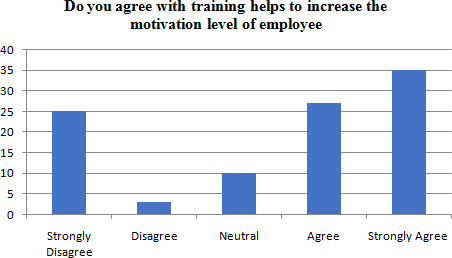 Do you agree with training helps to increase the
motivation level of employee
40
35
30
25
20
15
10
5
0
Strongly
Disagree
Disagree
Neutral
Agree
Strongly Agree